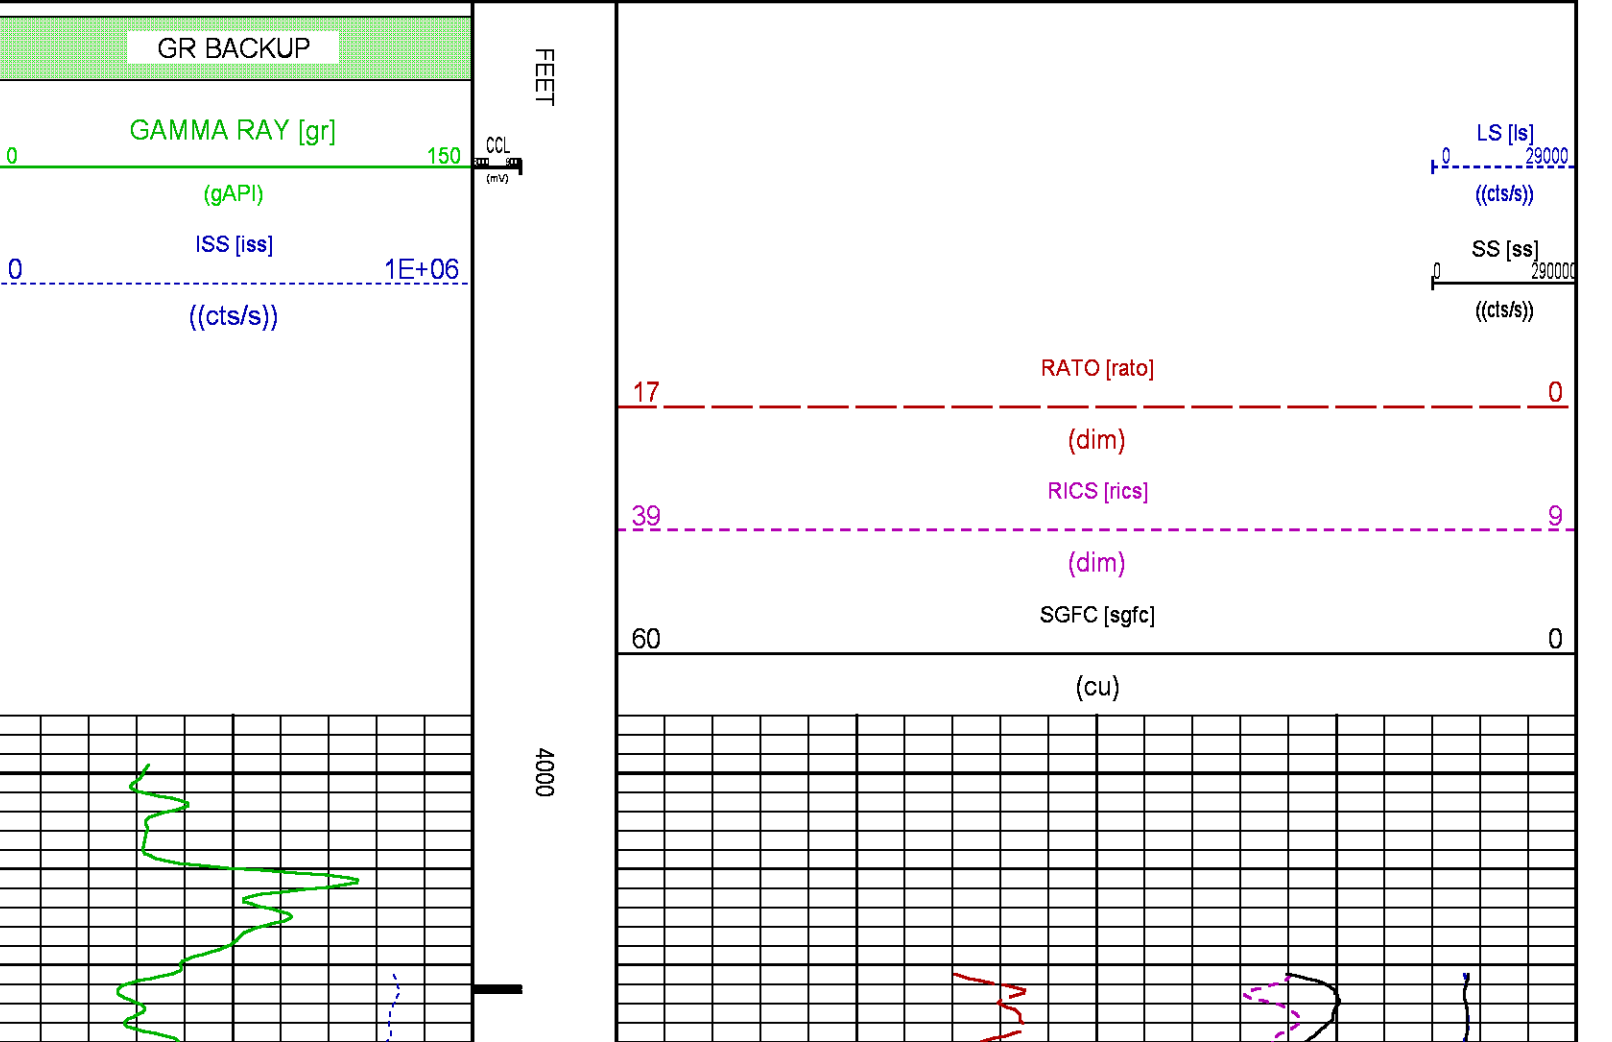 GR BACKUP
GAMMA RAY [gr]
0 150
(gAPI)
ISS [iss]
0 1E+06
((cts/s))
FEET
CCL
(mV)
LS [ls]
0 29000
((cts/s))
SS [ss]
0 290000
((cts/s))
RATO [rato]
17 0
(dim)
RICS [rics]
39 9
(dim)
SGFC [sgfc]
60 0
(cu)
4000